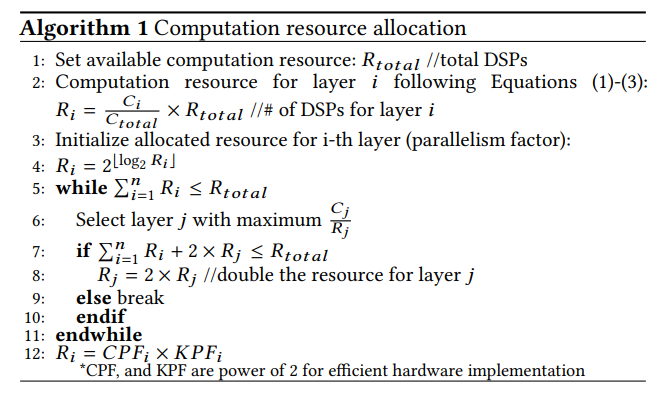 Algorithm 1 Computation resource allocation
1: Set available computation resource: R_total //total DSPs
2: Computation resource for layer i following Equations (1)-(3):
R_i = C_i / C_total × R_total //# of DSPs for layer i
3: Initialize allocated resource for i-th layer (parallelism factor):
4: R_i = 2^⌊log₂ R_i⌋
5: while ∑_{i=1}^{n} R_i ≤ R_total
6: Select layer j with maximum C_j / R_j
7: if ∑_{i=1}^{n} R_i + 2 × R_j ≤ R_total
8: R_j = 2 × R_j //double the resource for layer j
9: else break
10: endif
11: endwhile
12: R_i = CPF_i × KPF_i
*CPF, and KPF are power of 2 for efficient hardware implementation